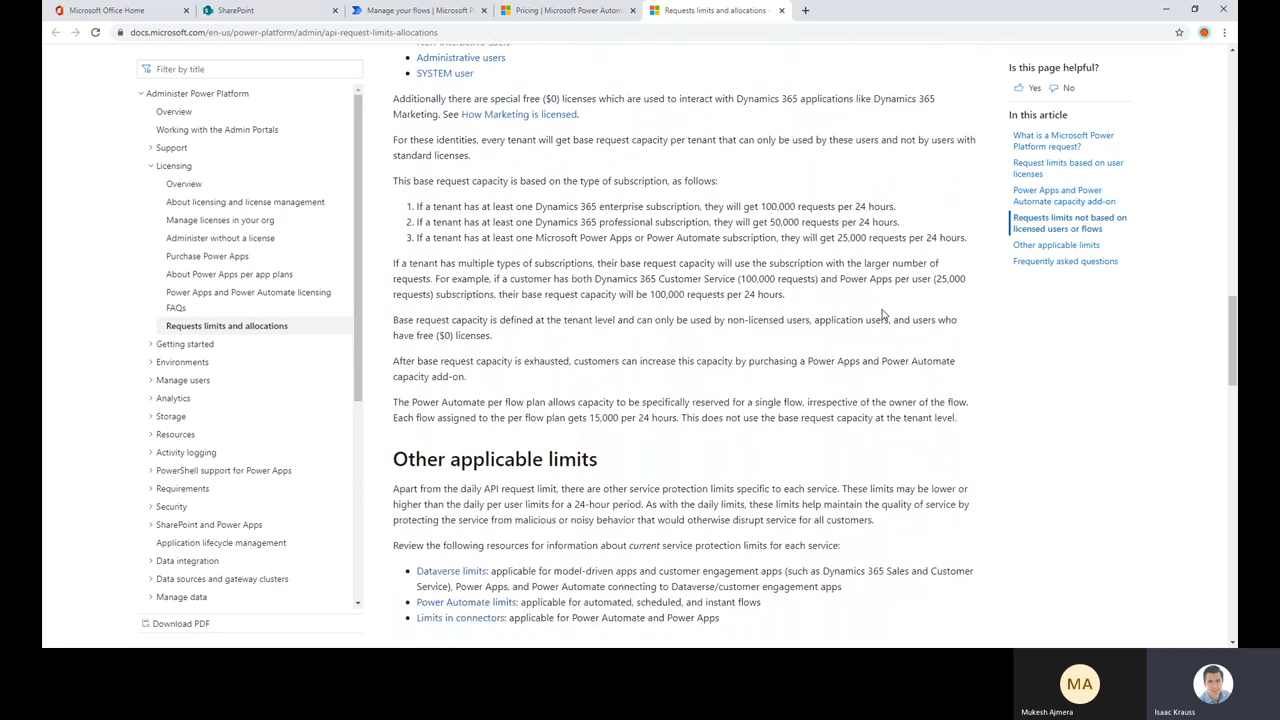 Microsoft Office Home
SharePoint
Manage your flows | Microsoft P
Pricing | Microsoft Power Autom
Requests limits and allocations -
docs.microsoft.com/en-us/power-platform/admin/api-request-limits-allocations
Filter by title
Administer Power Platform
Overview
Working with the Admin Portals
Support
Licensing
Overview
About licensing and license management
Manage licenses in your org
Administer without a license
Purchase Power Apps
About Power Apps per app plans
Power Apps and Power Automate licensing
FAQs
Requests limits and allocations
Getting started
Environments
Manage users
Analytics
Storage
Resources
Activity logging
PowerShell support for Power Apps
Requirements
Security
SharePoint and Power Apps
Application lifecycle management
Data integration
Data sources and gateway clusters
Manage data
Download PDF
Administrative users
SYSTEM user
Additionally there are special free ($0) licenses which are used to interact with Dynamics 365 applications like Dynamics 365
Marketing. See How Marketing is licensed.
For these identities, every tenant will get base request capacity per tenant that can only be used by these users and not by users with
standard licenses.
This base request capacity is based on the type of subscription, as follows:
1. If a tenant has at least one Dynamics 365 enterprise subscription, they will get 100,000 requests per 24 hours.
2. If a tenant has at least one Dynamics 365 professional subscription, they will get 50,000 requests per 24 hours.
3. If a tenant has at least one Microsoft Power Apps or Power Automate subscription, they will get 25,000 requests per 24 hours.
If a tenant has multiple types of subscriptions, their base request capacity will use the subscription with the larger number of
requests. For example, if a customer has both Dynamics 365 Customer Service (100,000 requests) and Power Apps per user (25,000
requests) subscriptions, their base request capacity will be 100,000 requests per 24 hours.
Base request capacity is defined at the tenant level and can only be used by non-licensed users, application users, and users who
have free ($0) licenses.
After base request capacity is exhausted, customers can increase this capacity by purchasing a Power Apps and Power Automate
capacity add-on.
The Power Automate per flow plan allows capacity to be specifically reserved for a single flow, irrespective of the owner of the flow.
Each flow assigned to the per flow plan gets 15,000 per 24 hours. This does not use the base request capacity at the tenant level.
Other applicable limits
Apart from the daily API request limit, there are other service protection limits specific to each service. These limits may be lower or
higher than the daily per user limits for a 24-hour period. As with the daily limits, these limits help maintain the quality of service by
protecting the service from malicious or noisy behavior that would otherwise disrupt service for all customers.
Review the following resources for information about current service protection limits for each service:
Dataverse limits: applicable for model-driven apps and customer engagement apps (such as Dynamics 365 Sales and Customer
Service), Power Apps, and Power Automate connecting to Dataverse/customer engagement apps
Power Automate limits: applicable for automated, scheduled, and instant flows
Limits in connectors: applicable for Power Automate and Power Apps
Is this page helpful?
Yes No
In this article
What is a Microsoft Power
Platform request?
Request limits based on user
licenses
Power Apps and Power
Automate capacity add-on
Requests limits not based on
licensed users or flows
Other applicable limits
Frequently asked questions
MA
Mukesh Ajmera
Isaac Krauss